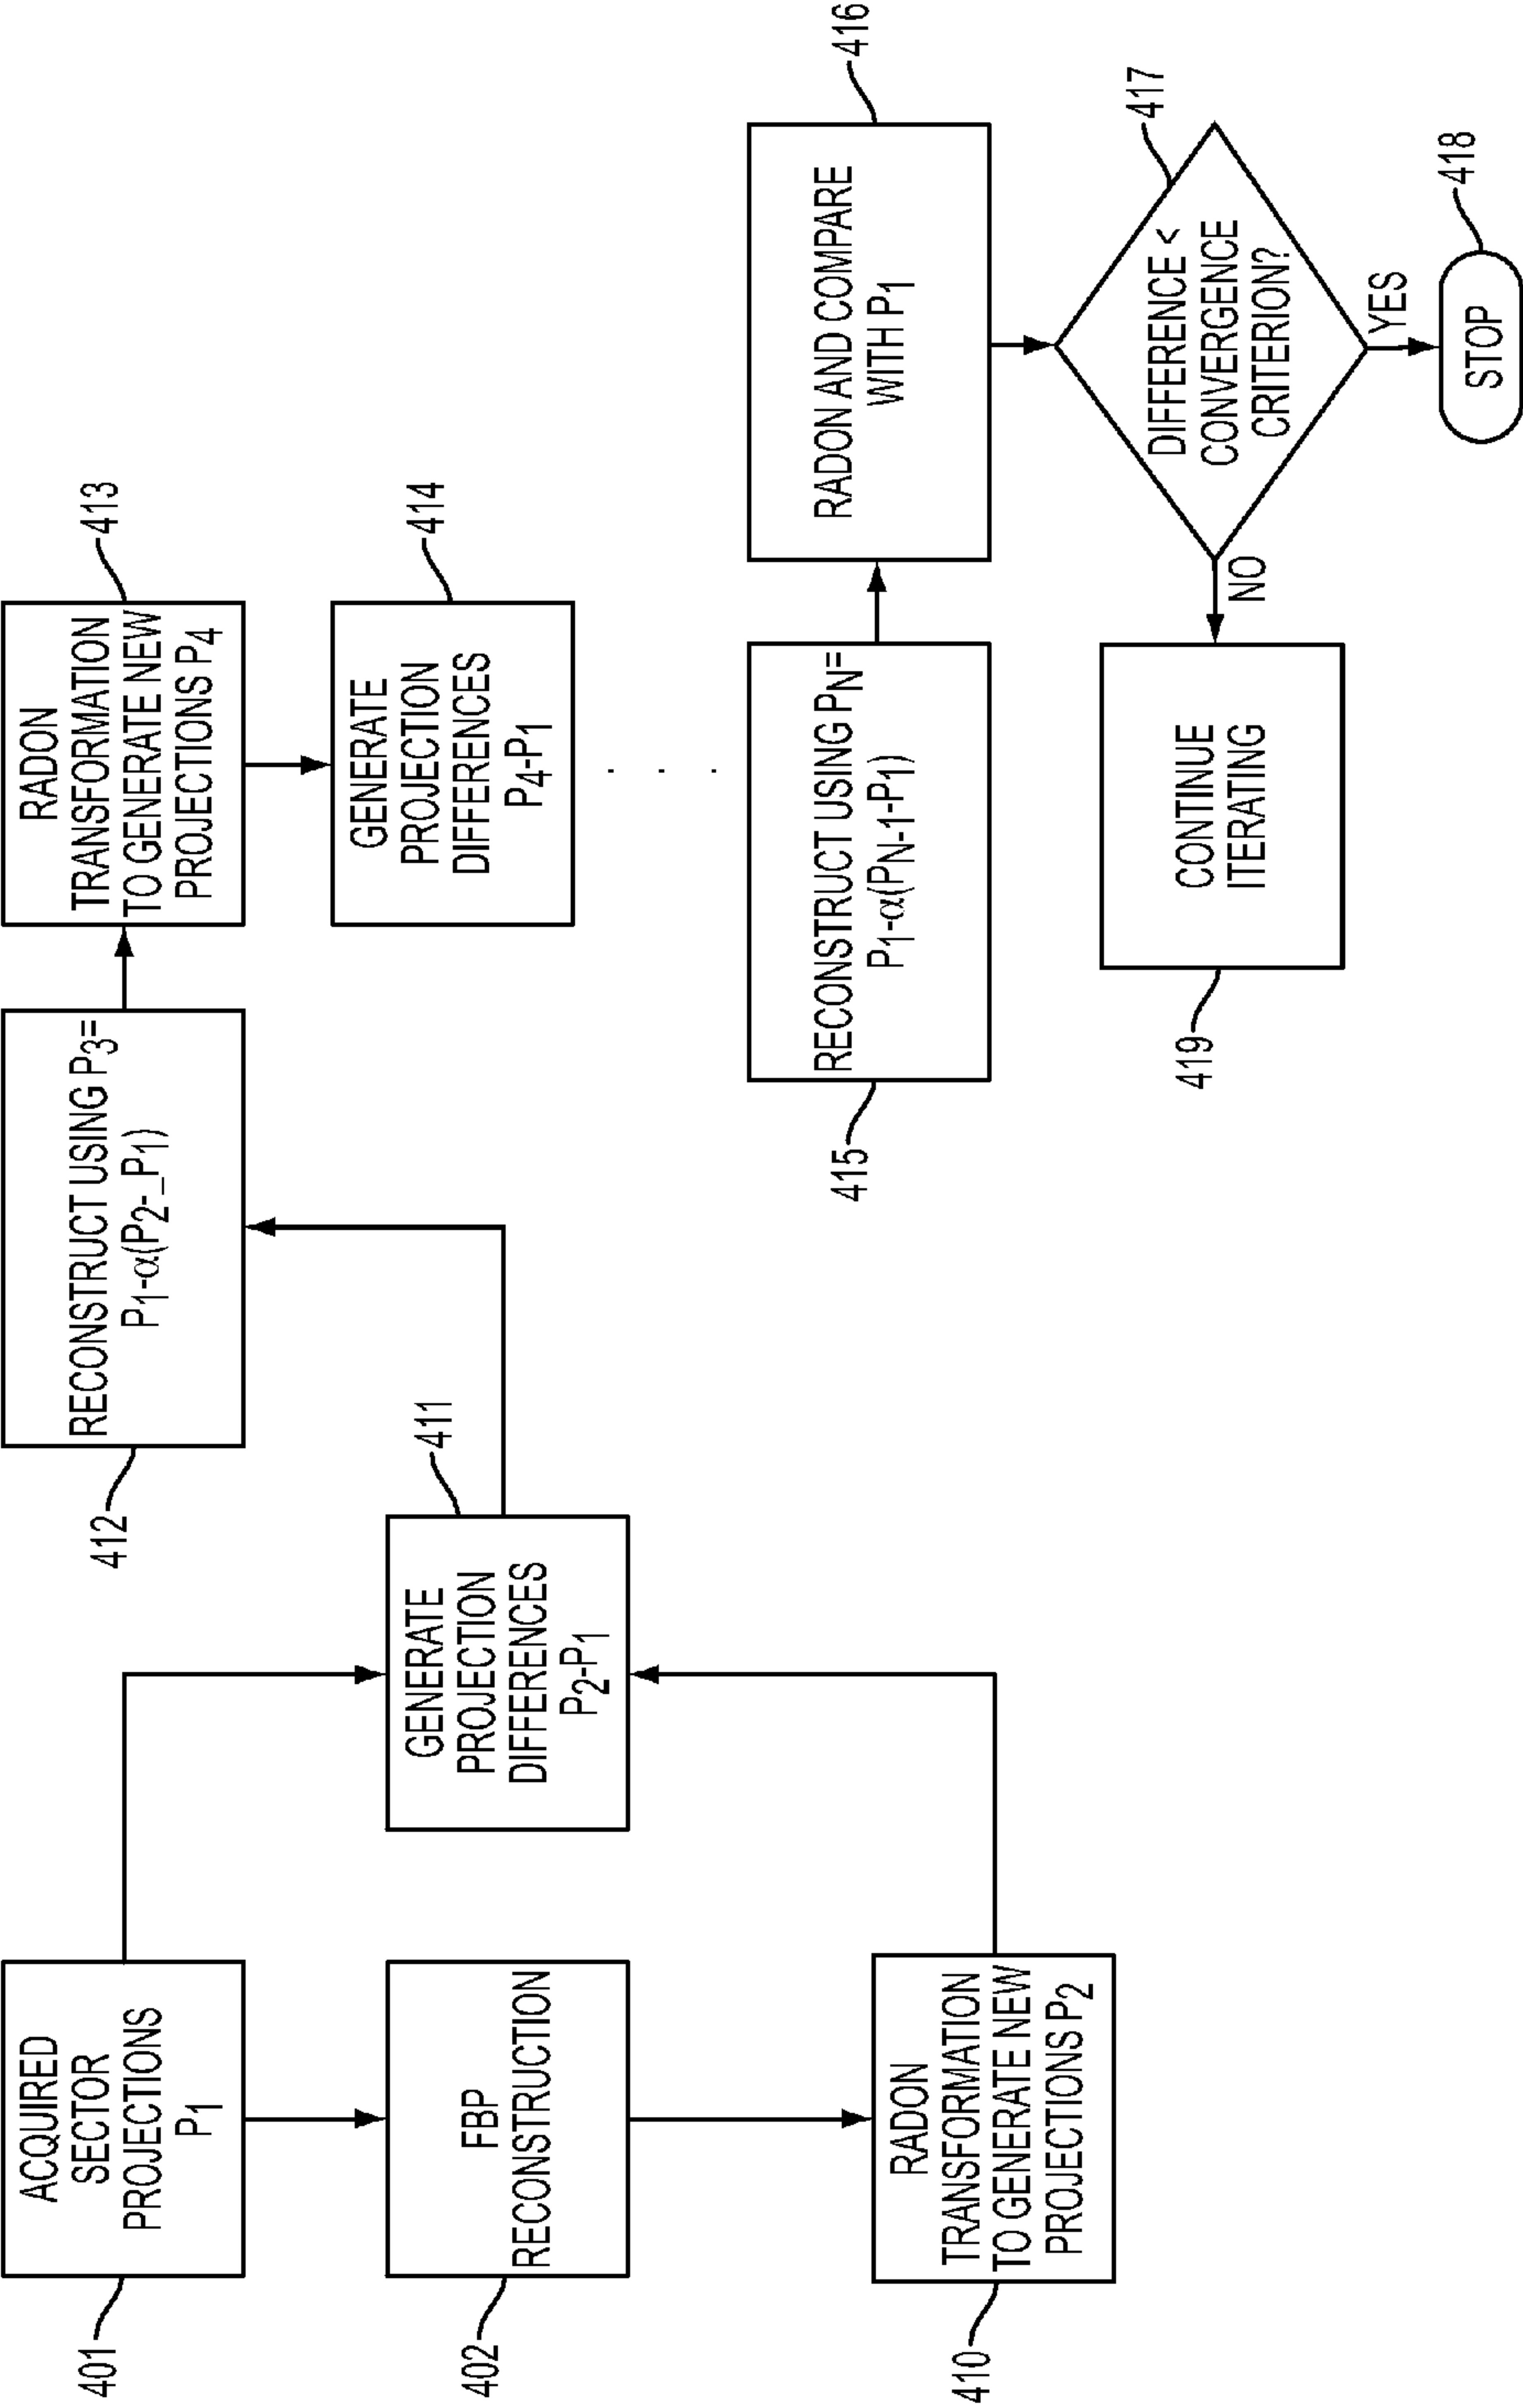 401
ACQUIRED
SECTOR
PROJECTIONS
P1
402
FBP
RECONSTRUCTION
410
RADON
TRANSFORMATION
TO GENERATE NEW
PROJECTIONS P2
411
GENERATE
PROJECTION
DIFFERENCES
P2-P1
412
RECONSTRUCT USING P3=
P1-α(P2-_P1)
413
RADON
TRANSFORMATION
TO GENERATE NEW
PROJECTIONS P4
414
GENERATE
PROJECTION
DIFFERENCES
P4-P1
. . .
415
RECONSTRUCT USING PN=
P1-α(PN-1-P1)
416
RADON AND COMPARE
WITH P1
417
DIFFERENCE <
CONVERGENCE
CRITERION?
NO
YES
419
CONTINUE
ITERATING
418
STOP